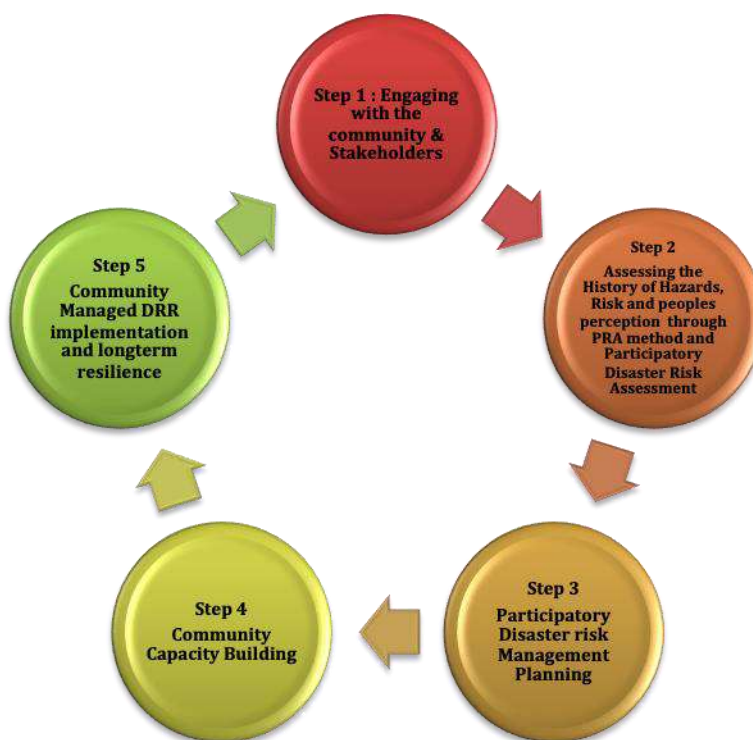 Step 1 : Engaging
with the
community &
Stakeholders
Step 2
Assessing the
History of Hazards,
Risk and peoples
perception through
PRA method and
Participatory
Disaster Risk
Assessment
Step 3
Participatory
Disaster risk
Management
Planning
Step 4
Community
Capacity Building
Step 5
Community
Managed DRR
implementation
and longterm
resilience